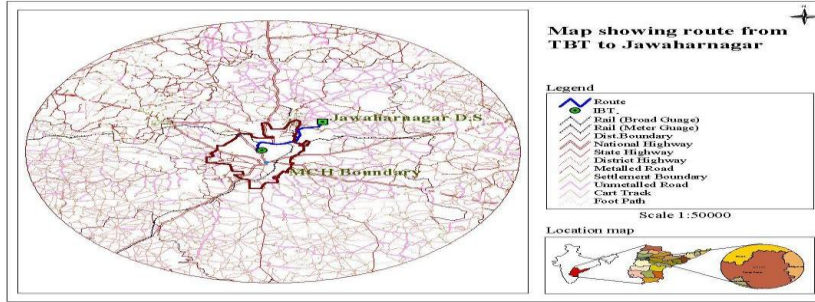 Map showing route from
TBT to Jawaharnagar
Legend
Route
IBT
Rail (Broad Guage)
Rail (Meter Guage)
Dist.Boundary
National Highway
State Highway
District Highway
Metalled Road
Settlement Boundary
Unmetalled Road
Cart Track
Foot Path
Scale 1:50000
Location map
Jawaharnagar D.S
MCH Boundary